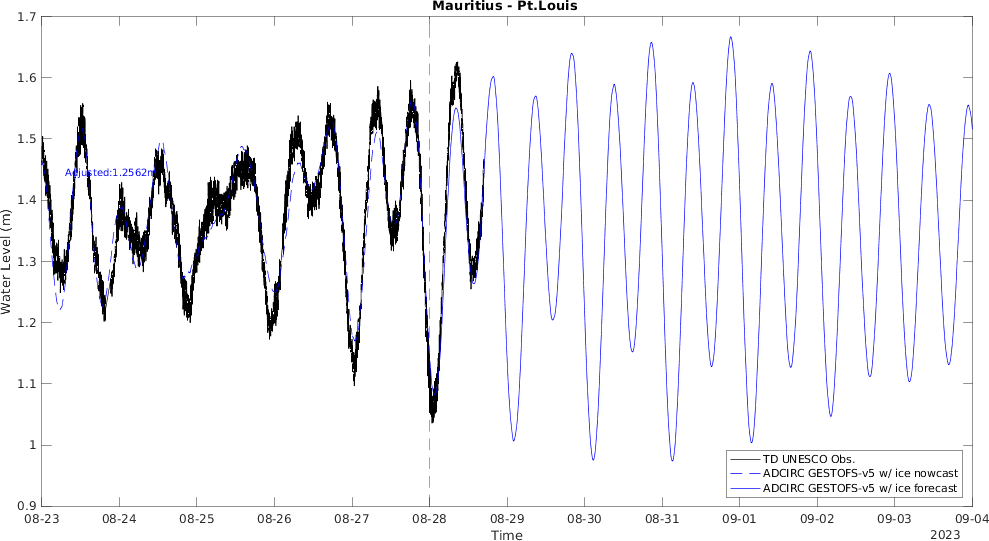 Mauritius - Pt.Louis
1.7
1.6
1.5
1.4
1.3
1.2
1.1
1
0.9
Water Level (m)
Adjusted:1.2562m
TD UNESCO Obs.
ADCIRC GESTOFS-v5 w/ ice nowcast
ADCIRC GESTOFS-v5 w/ ice forecast
08-23 08-24 08-25 08-26 08-27 08-28 08-29 08-30 08-31 09-01 09-02 09-03 09-04
Time
2023